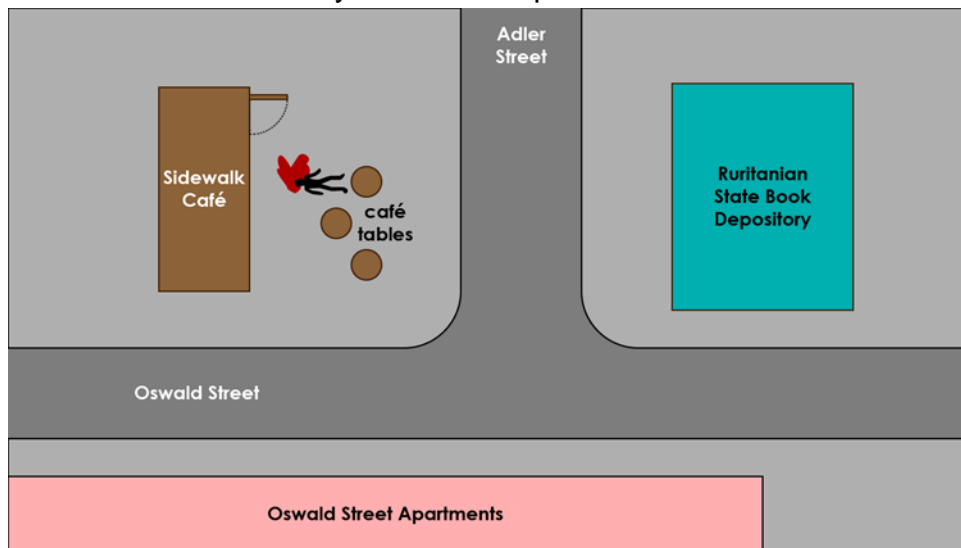 Adler
Street
Sidewalk
Café
café
tables
Ruritanian
State Book
Depository
Oswald Street
Oswald Street Apartments